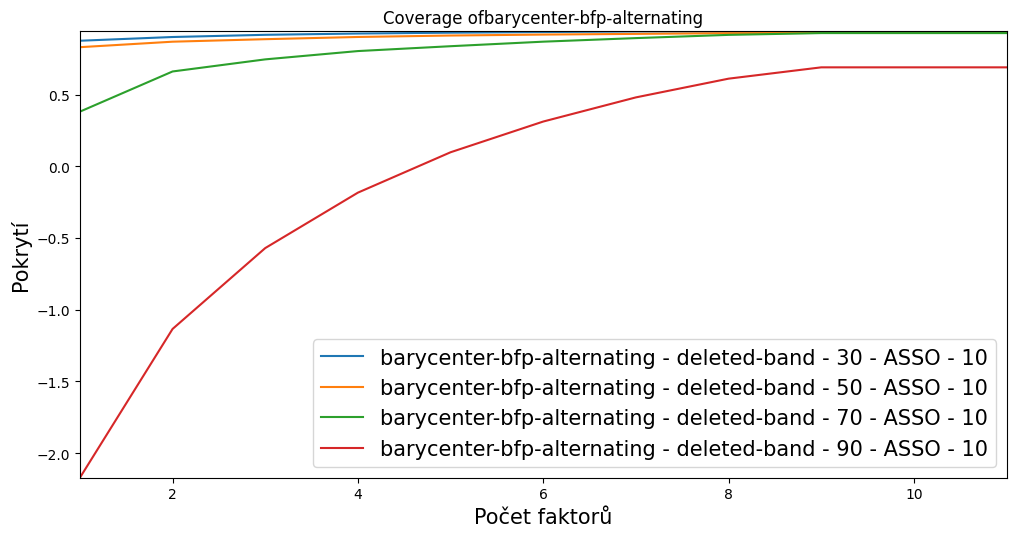 Coverage ofbarycenter-bfp-alternating
0.5
0.0
−0.5
−1.0
−1.5
−2.0
Pokrytí
barycenter-bfp-alternating - deleted-band - 30 - ASSO - 10
barycenter-bfp-alternating - deleted-band - 50 - ASSO - 10
barycenter-bfp-alternating - deleted-band - 70 - ASSO - 10
barycenter-bfp-alternating - deleted-band - 90 - ASSO - 10
2 4 6 8 10
Počet faktorů